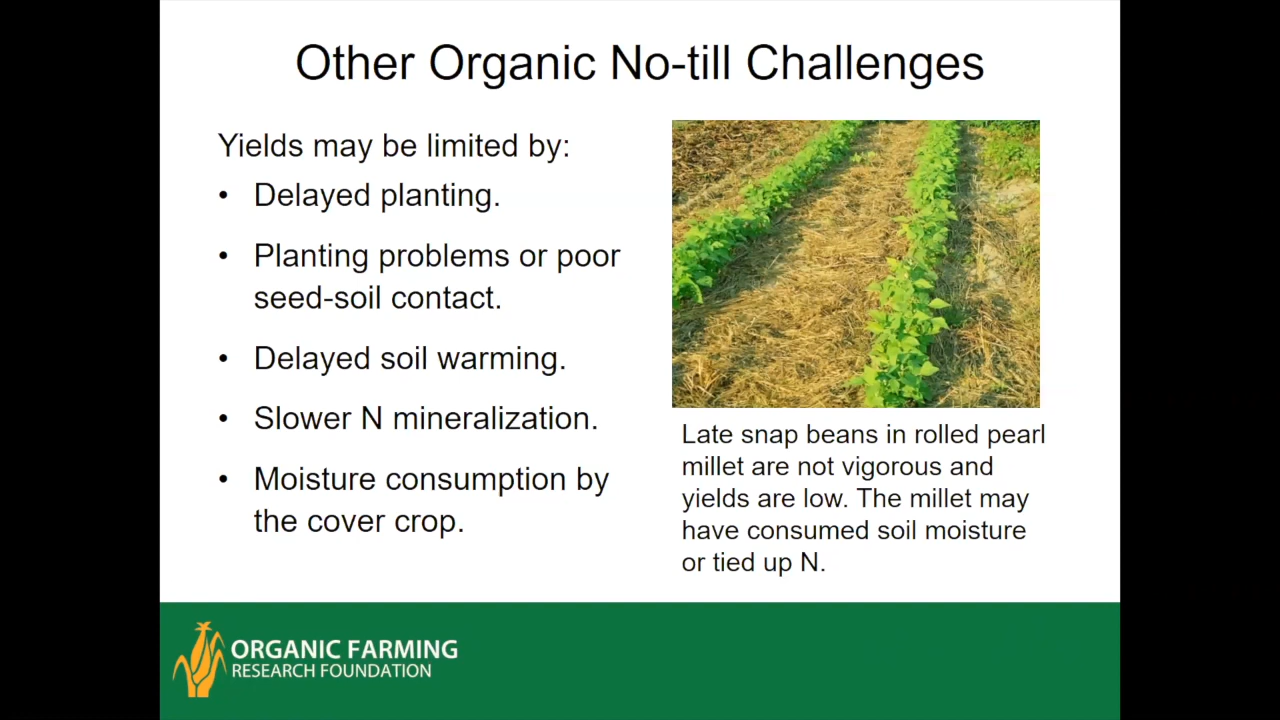 Other Organic No-till Challenges
Yields may be limited by:
• Delayed planting.
• Planting problems or poor
seed-soil contact.
• Delayed soil warming.
• Slower N mineralization.
• Moisture consumption by
the cover crop.
Late snap beans in rolled pearl
millet are not vigorous and
yields are low. The millet may
have consumed soil moisture
or tied up N.
ORGANIC FARMING
RESEARCH FOUNDATION